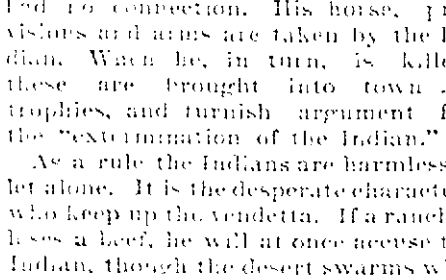 to connection. His horse,
visions and arms are taken by the
dian. When he, in turn, is
these are brought into town
trophies, and furnish argument
the "extermination of the Indian."
As a rule the Indians are harmless
let alone. It is the desperate
who keep up the vendetta. If a
loses a beef, he will at once accuse
Indian, though the desert swarms